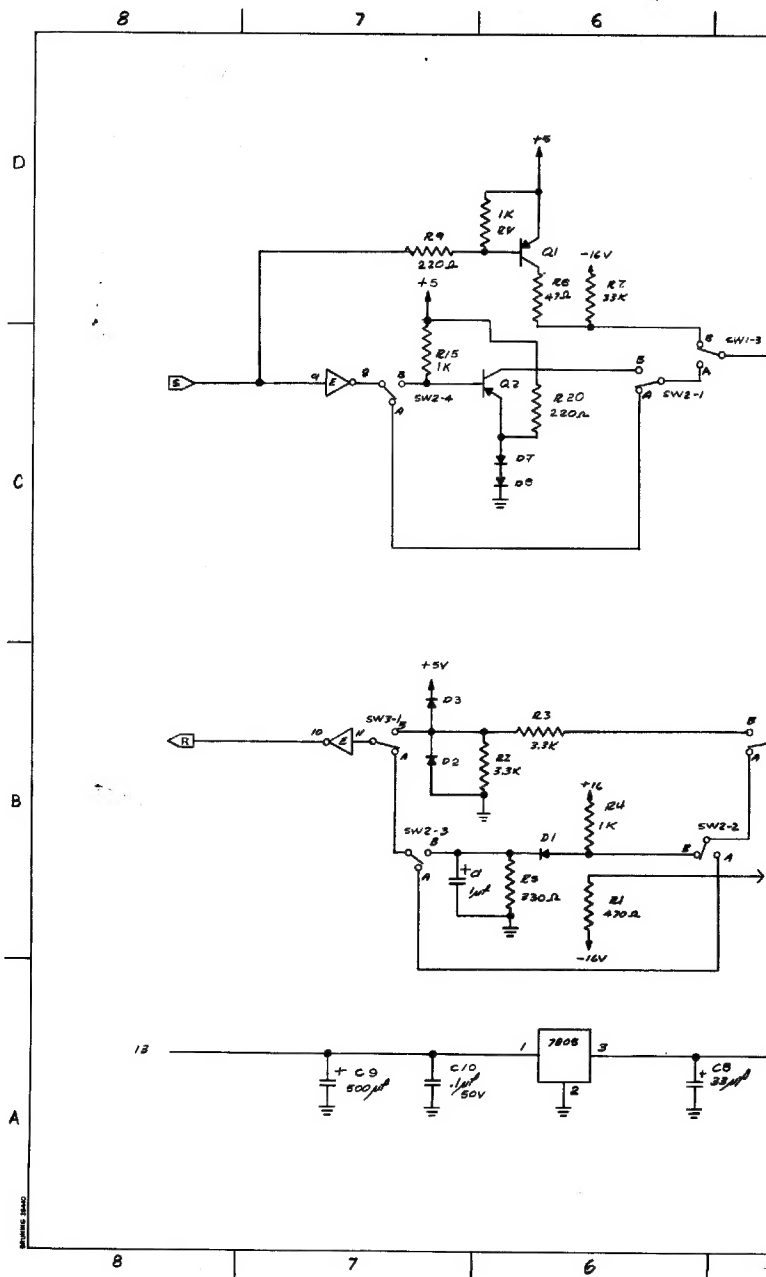 8 7 6
D
+5
1K
R8
R9
220Ω
Q1
-16V
R6
47Ω
R7
33K
+5
R15
1K
B
SW1-3
A
S
9
E
8
B
A
SW2-4
Q2
R20
220Ω
B
A
SW2-1
D7
D8
C
+5V
D3
R
10
E
11
SW3-1
B
A
D2
R2
3.3K
R3
3.3K
B
A
B
+16
R4
1K
SW2-3
B
A
D1
SW2-2
B
A
+
1µf
R5
330Ω
R1
470Ω
-16V
13
1
7805
3
2
+ C9
500µf
C10
.1µf
50V
+ C8
33µf
A
BRUNING
8 7 6